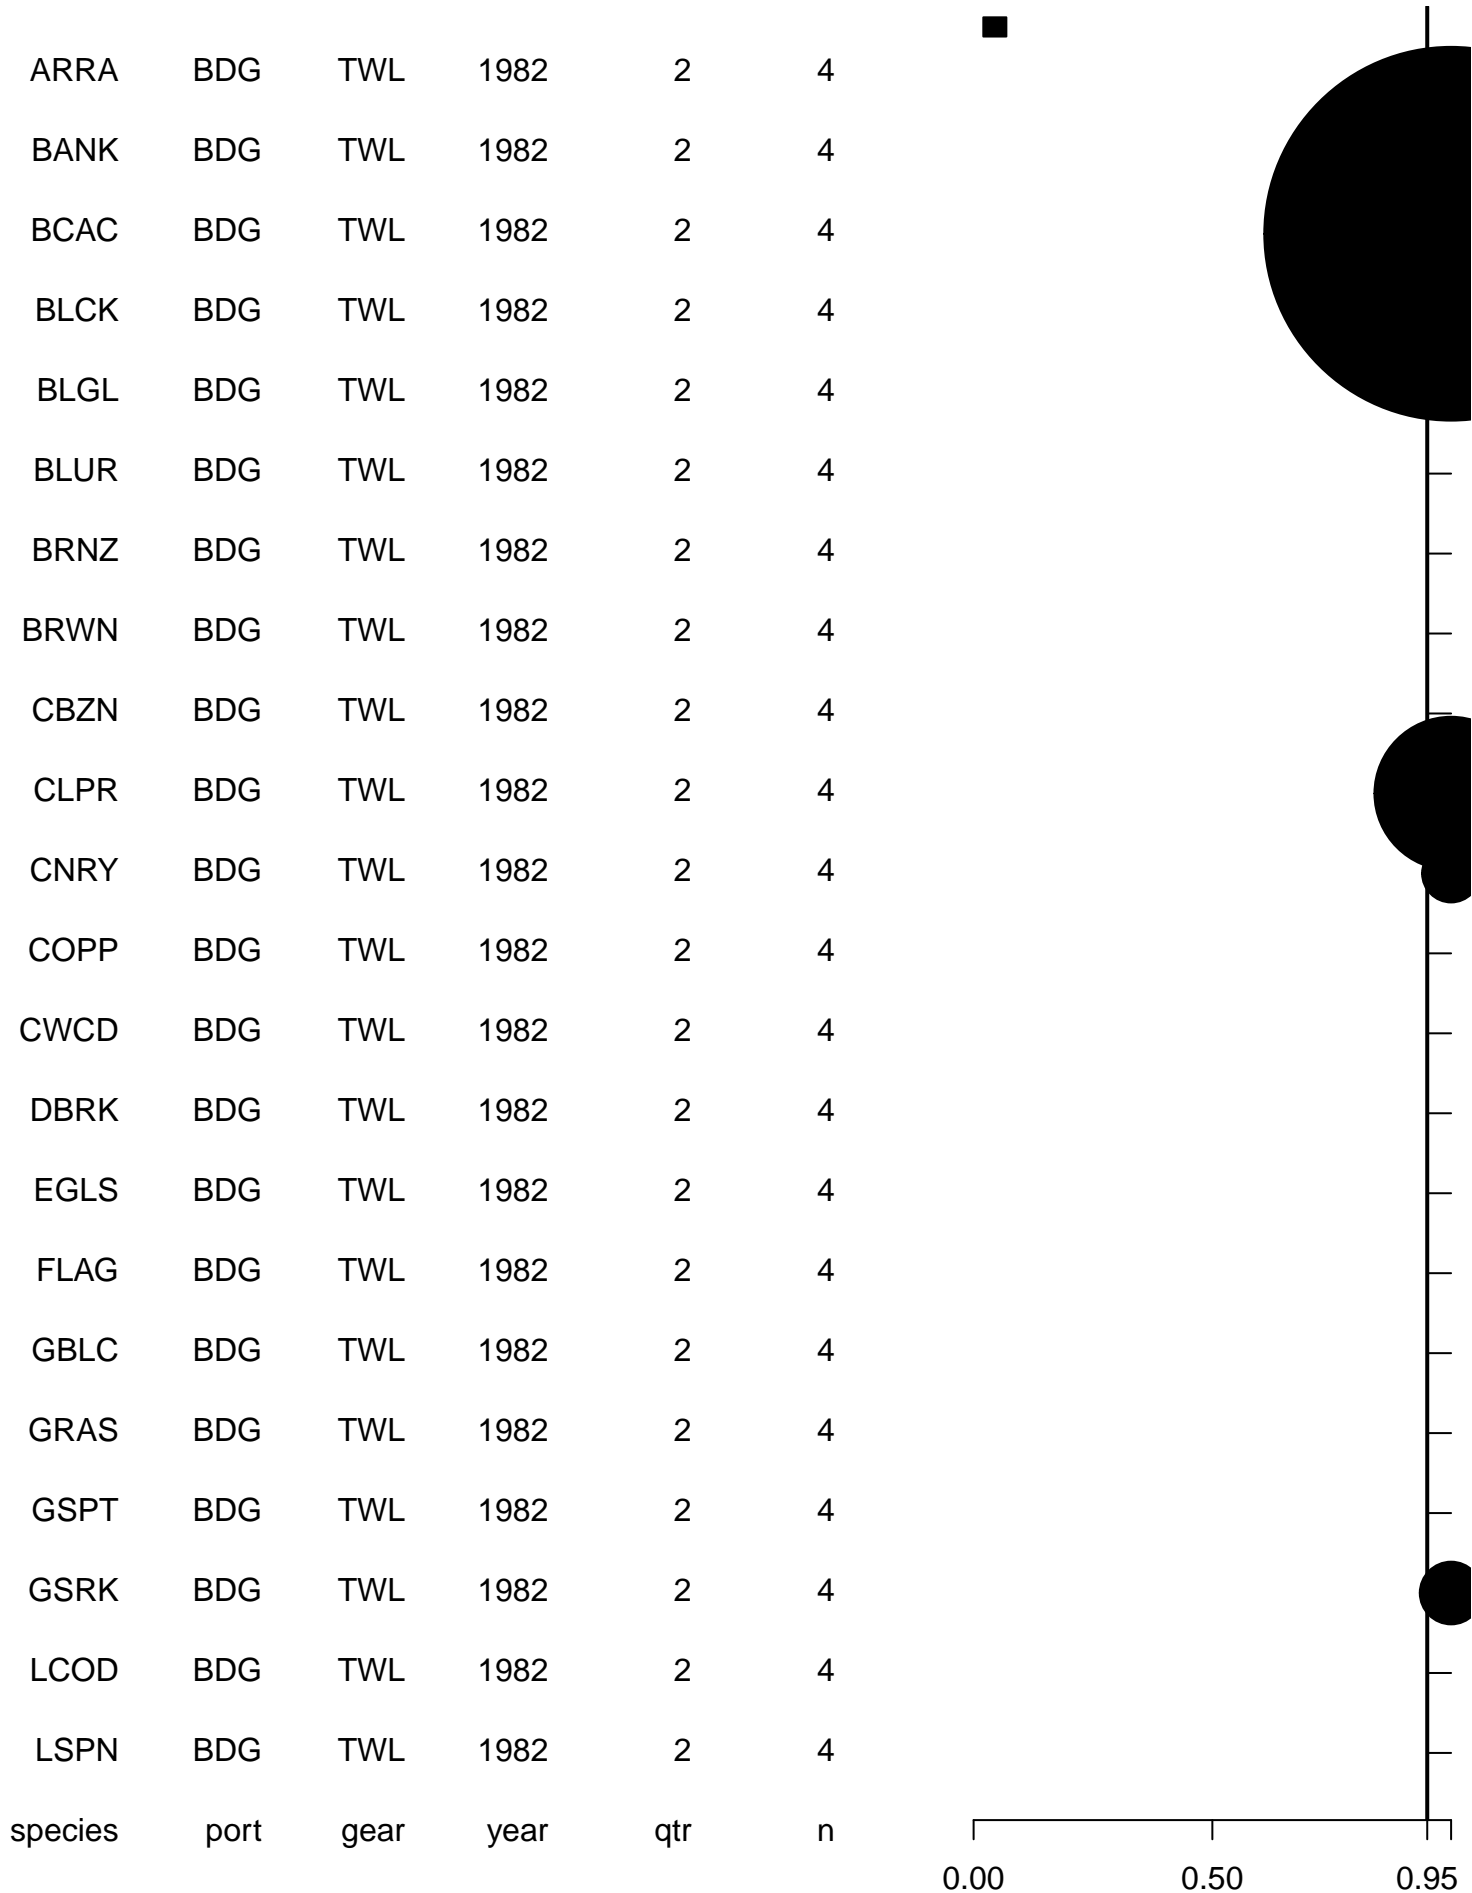 ARRA BDG TWL 1982 2 4
BANK BDG TWL 1982 2 4
BCAC BDG TWL 1982 2 4
BLCK BDG TWL 1982 2 4
BLGL BDG TWL 1982 2 4
BLUR BDG TWL 1982 2 4
BRNZ BDG TWL 1982 2 4
BRWN BDG TWL 1982 2 4
CBZN BDG TWL 1982 2 4
CLPR BDG TWL 1982 2 4
CNRY BDG TWL 1982 2 4
COPP BDG TWL 1982 2 4
CWCD BDG TWL 1982 2 4
DBRK BDG TWL 1982 2 4
EGLS BDG TWL 1982 2 4
FLAG BDG TWL 1982 2 4
GBLC BDG TWL 1982 2 4
GRAS BDG TWL 1982 2 4
GSPT BDG TWL 1982 2 4
GSRK BDG TWL 1982 2 4
LCOD BDG TWL 1982 2 4
LSPN BDG TWL 1982 2 4
species port gear year qtr n
0.00 0.50 0.95